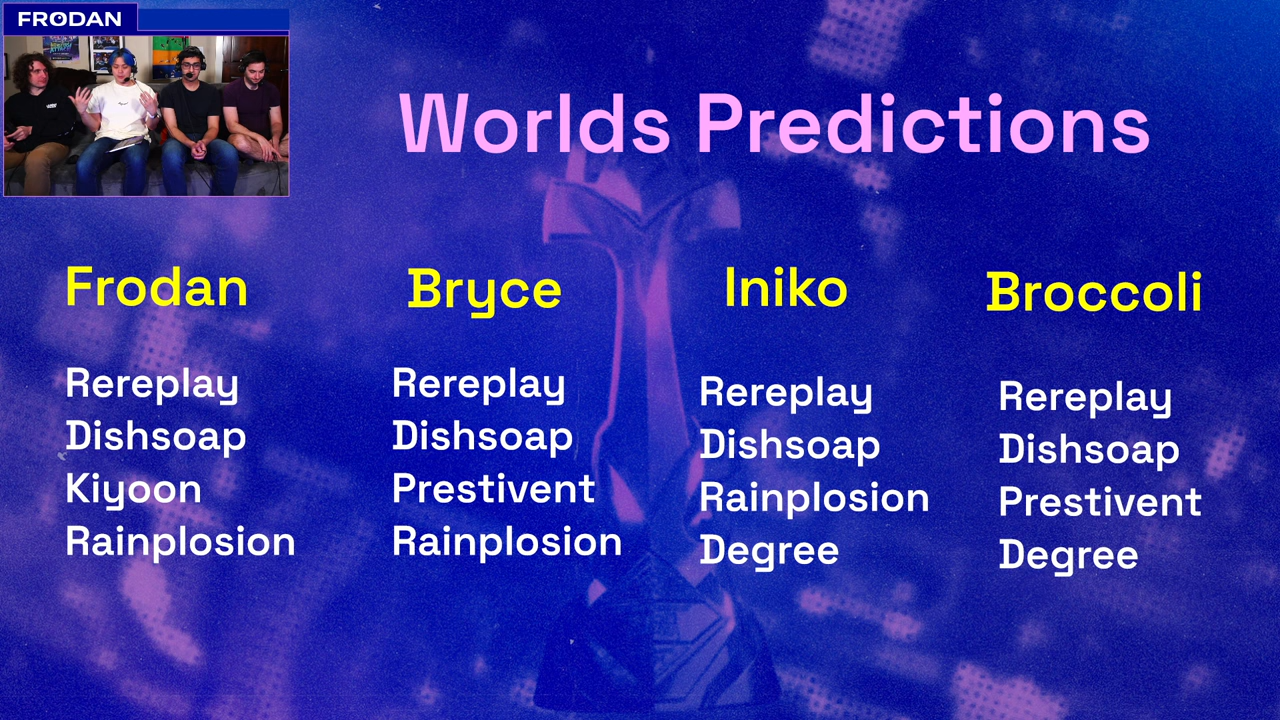 FRODAN
Worlds Predictions
Frodan
Rereplay
Dishsoap
Kiyoon
Rainplosion
Bryce
Rereplay
Dishsoap
Prestivent
Rainplosion
Iniko
Rereplay
Dishsoap
Rainplosion
Degree
Broccoli
Rereplay
Dishsoap
Prestivent
Degree